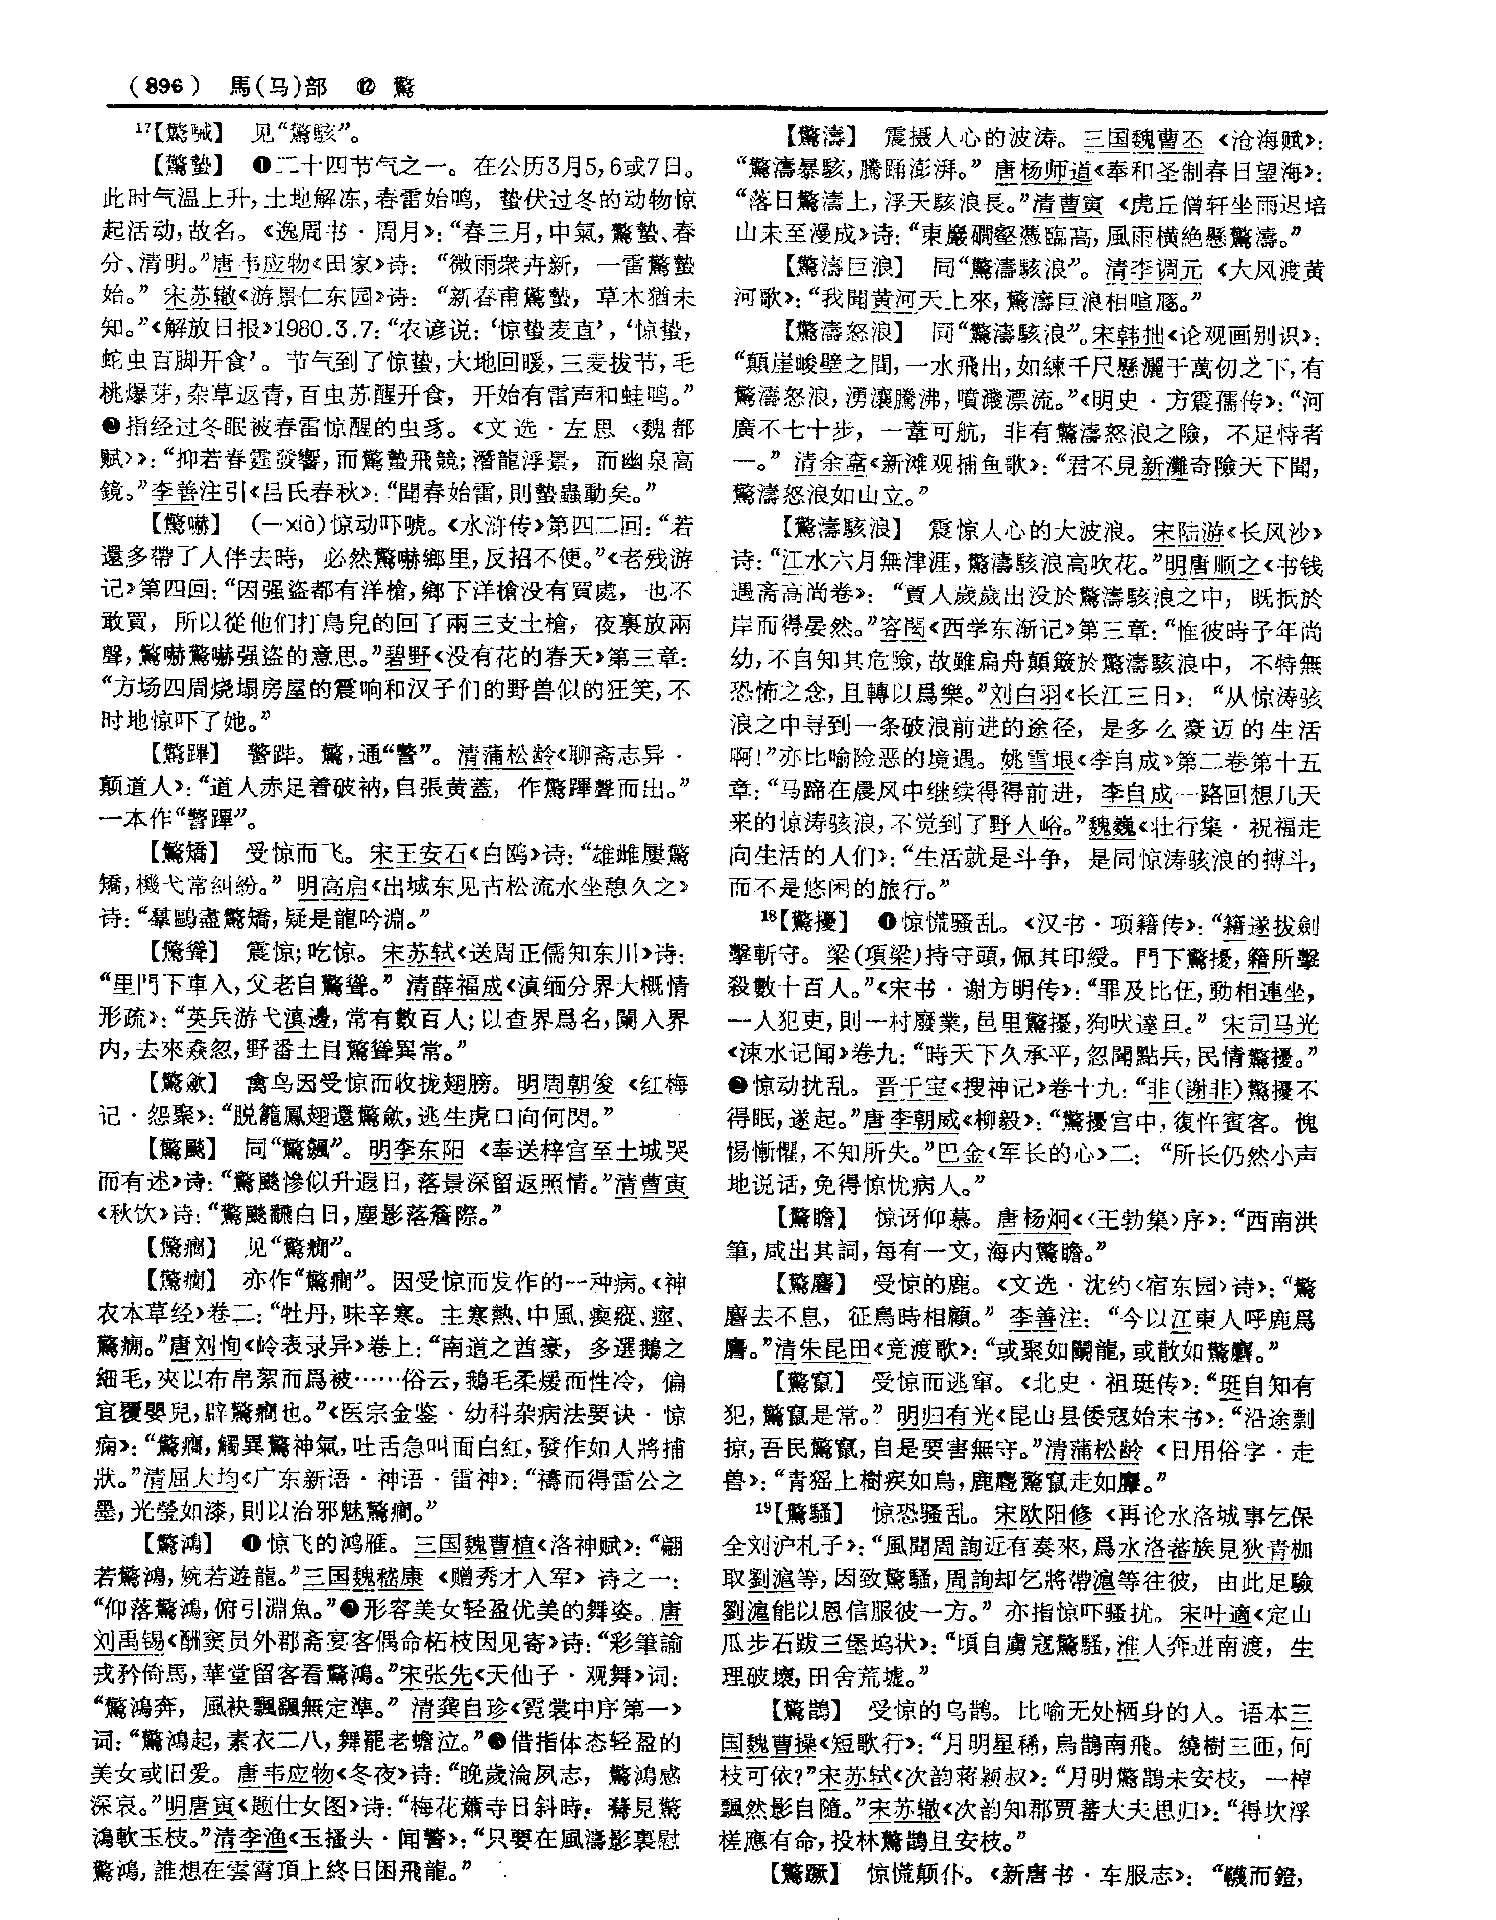 （896） 馬(马)部 ⑫ 驚
17【驚駴】 见“驚駭”。
【驚蟄】 ❶二十四节气之一。在公历3月5,6或7日。
此时气温上升,土地解冻,春雷始鸣, 蛰伏过冬的动物惊
起活动,故名。《逸周书·周月》:“春三月,中氣,驚蟄、春
分、清明。”唐韦应物《田家》诗: “微雨衆卉新, 一雷驚蟄
始。” 宋苏辙《游景仁东园》诗: “新春甫驚蟄, 草木猶未
知。”《解放日报》1980.3.7:“农谚说:‘惊蛰麦直’,‘惊蛰,
蛇虫百脚开食’。节气到了惊蛰,大地回暖,三麦拔节,毛
桃爆芽,杂草返青,百虫苏醒开食, 开始有雷声和蛙鸣。”
❷指经过冬眠被春雷惊醒的虫豸。《文选·左思〈魏都
赋〉》:“抑若春霆發響,而驚蟄飛競;潛龍浮景, 而幽泉高
鏡。”李善注引《吕氏春秋》:“聞春始雷,則蟄蟲動矣。”
【驚嚇】 (—xià)惊动吓唬。《水浒传》第四二回:“若
還多帶了人伴去時, 必然驚嚇鄉里,反招不便。”《老残游
记》第四回:“因强盜都有洋槍,鄉下洋槍没有買處, 也不
敢買, 所以從他们打鳥兒的回了兩三支土槍, 夜裏放兩
聲,驚嚇驚嚇强盜的意思。”碧野《没有花的春天》第三章:
“方场四周烧塌房屋的震响和汉子们的野兽似的狂笑,不
时地惊吓了她。”
【驚蹕】 警跸。驚,通“警”。清蒲松龄《聊斋志异·
颠道人》:“道人赤足着破衲,自張黄蓋, 作驚蹕聲而出。”
一本作“警蹕”。
【驚矯】 受惊而飞。宋王安石《白鸥》诗:“雄雌屢驚
矯,機弋常糾紛。” 明高启《出城东见古松流水坐憩久之》
诗:“羣鷗盡驚矯,疑是龍吟淵。”
【驚聳】 震惊;吃惊。宋苏轼《送周正儒知东川》诗:
“里門下車入,父老自驚聳。” 清薛福成《滇缅分界大概情
形疏》:“英兵游弋滇邊,常有數百人;以查界爲名,闌入界
内,去來猋忽,野番土目驚聳異常。”
【驚歛】 禽鸟因受惊而收拢翅膀。明周朝俊《红梅
记·怨聚》:“脱籠鳳翅還驚歛,逃生虎口向何閃。”
【驚飈】 同“驚飆”。明李东阳《奉送梓宫至土城哭
而有述》诗:“驚飈慘似升遐日,落景深留返照情。”清曹寅
《秋饮》诗:“驚飈飜白日,塵影落簷際。”
【驚癎】 见“驚癇”。
【驚癇】 亦作“驚癎”。因受惊而发作的一种病。《神
农本草经》卷二:“牡丹,味辛寒。主寒熱、中風、瘈瘲、痙、
驚癇。”唐刘恂《岭表录异》卷上:“南道之酋豪, 多選鵝之
細毛,夾以布帛絮而爲被……俗云,鵝毛柔煖而性冷, 偏
宜覆嬰兒,辟驚癎也。”《医宗金鉴·幼科杂病法要诀·惊
痫》:“驚癎,觸異驚神氣,吐舌急叫面白紅,發作如人將捕
狀。”清屈大均《广东新语·神语·雷神》:“禱而得雷公之
墨,光瑩如漆,則以治邪魅驚癎。”
【驚鴻】 ❶惊飞的鸿雁。三国魏曹植《洛神赋》:“翩
若驚鴻,婉若遊龍。”三国魏嵇康《赠秀才入军》诗之一:
“仰落驚鴻,俯引淵魚。”❷形容美女轻盈优美的舞姿。唐
刘禹锡《酬窦员外郡斋宴客偶命柘枝因见寄》诗:“彩筆諭
戎矜倚馬,華堂留客看驚鴻。”宋张先《天仙子·观舞》词:
“驚鴻奔, 風袂飄飖無定準。” 清龚自珍《霓裳中序第一》
词:“驚鴻起,素衣二八,舞罷老蟾泣。”❸借指体态轻盈的
美女或旧爱。唐韦应物《冬夜》诗:“晚歲淪夙志, 驚鴻感
深哀。”明唐寅《题仕女图》诗:“梅花蕭寺日斜時, 驀見驚
鴻軟玉枝。”清李渔《玉搔头·闻警》:“只要在風濤影裏慰
驚鴻,誰想在雲霄頂上終日困飛龍。”
【驚濤】 震摄人心的波涛。三国魏曹丕《沧海赋》:
“驚濤暴駭,騰踊澎湃。” 唐杨师道《奉和圣制春日望海》:
“落日驚濤上,浮天駭浪長。”清曹寅《虎丘僧轩坐雨迟培
山未至漫成》诗:“東巖磵壑憑臨高,風雨横絶懸驚濤。”
【驚濤巨浪】 同“驚濤駭浪”。清李调元《大风渡黄
河歌》:“我聞黄河天上來,驚濤巨浪相喧豗。”
【驚濤怒浪】 同“驚濤駭浪”。宋韩拙《论观画别识》:
“顛崖峻壁之間,一水飛出,如練千尺懸灑于萬仞之下,有
驚濤怒浪,湧瀼騰沸,噴濺漂流。”《明史·方震孺传》:“河
廣不七十步, 一葦可航, 非有驚濤怒浪之險, 不足恃者
一。” 清余庭《新滩观捕鱼歌》:“君不見新灘奇險天下聞,
驚濤怒浪如山立。”
【驚濤駭浪】 震惊人心的大波浪。宋陆游《长风沙》
诗:“江水六月無津涯,驚濤駭浪高吹花。”明唐顺之《书钱
遇斋高尚卷》: “賈人歲歲出没於驚濤駭浪之中, 既抵於
岸而得晏然。”容闳《西学东渐记》第三章:“惟彼時予年尚
幼,不自知其危險,故雖扁舟顛簸於驚濤駭浪中, 不特無
恐怖之念,且轉以爲樂。”刘白羽《长江三日》: “从惊涛骇
浪之中寻到一条破浪前进的途径, 是多么豪迈的生活
啊!”亦比喻险恶的境遇。姚雪垠《李自成》第二卷第十五
章:“马蹄在晨风中继续得得前进, 李自成一路回想几天
来的惊涛骇浪,不觉到了野人峪。”魏巍《壮行集·祝福走
向生活的人们》:“生活就是斗争, 是同惊涛骇浪的搏斗,
而不是悠闲的旅行。”
18【驚擾】 ❶惊慌骚乱。《汉书·项籍传》:“籍遂拔劍
擊斬守。梁(項梁)持守頭,佩其印綬。門下驚擾,籍所擊
殺數十百人。”《宋书·谢方明传》:“罪及比伍,動相連坐,
一人犯吏,則一村廢業,邑里驚擾,狗吠達旦。” 宋司马光
《涑水记闻》卷九:“時天下久承平,忽聞點兵,民情驚擾。”
❷惊动扰乱。晋干宝《搜神记》卷十九:“非(謝非)驚擾不
得眠,遂起。”唐李朝威《柳毅》:“驚擾宫中,復忤賓客。愧
惕慚懼,不知所失。”巴金《军长的心》二: “所长仍然小声
地说话,免得惊忧病人。”
【驚瞻】 惊讶仰慕。唐杨炯《〈王勃集〉序》:“西南洪
筆,咸出其詞,每有一文,海内驚瞻。”
【驚麏】 受惊的鹿。《文选·沈约〈宿东园〉诗》:“驚
麏去不息, 征鳥時相顧。” 李善注: “今以江東人呼鹿爲
麏。”清朱昆田《竞渡歌》:“或聚如鬭龍,或散如驚麏。”
【驚竄】 受惊而逃窜。《北史·祖珽传》:“珽自知有
犯,驚竄是常。” 明归有光《昆山县倭寇始末书》:“沿途剽
掠,吾民驚竄,自是要害無守。”清蒲松龄《日用俗字·走
兽》:“青猺上樹疾如鳥,鹿麅驚竄走如麞。”
19【驚騷】 惊恐骚乱。宋欧阳修《再论水洛城事乞保
全刘沪札子》:“風聞周詢近有奏來,爲水洛蕃族見狄青枷
取劉滬等,因致驚騷,周詢却乞將帶滬等往彼, 由此足驗
劉滬能以恩信服彼一方。” 亦指惊吓骚扰。宋叶適《定山
瓜步石跋三堡坞状》:“頃自虜寇驚騷,淮人奔迸南渡, 生
理破壞,田舍荒墟。”
【驚鵲】 受惊的乌鹊。比喻无处栖身的人。语本三
国魏曹操《短歌行》:“月明星稀,烏鵲南飛。繞樹三匝,何
枝可依?”宋苏轼《次韵蒋颖叔》:“月明驚鵲未安枝, 一棹
飄然影自隨。”宋苏辙《次韵知郡贾蕃大夫思归》:“得坎浮
槎應有命,投林驚鵲且安枝。”
【驚蹶】 惊慌颠仆。《新唐书·车服志》: “韉而鐙,